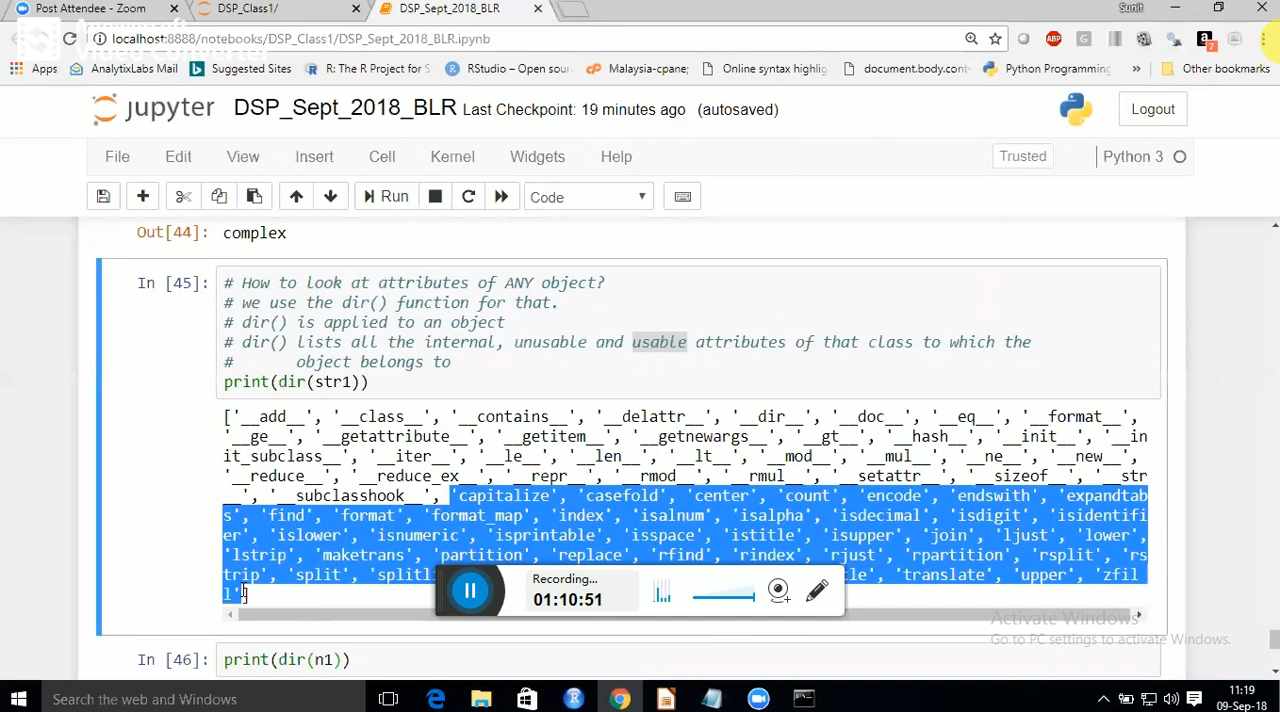 Post Attendee - Zoom
DSP_Class1/
DSP_Sept_2018_BLR
Sunit
localhost:8888/notebooks/DSP_Class1/DSP_Sept_2018_BLR.ipynb
ABP
7
Apps
AnalytixLabs Mail
Suggested Sites
R: The R Project for S
RStudio – Open sour
Malaysia-cpane;
Online syntax highlig
document.body.cont
Python Programming
Other bookmarks
jupyter
DSP_Sept_2018_BLR Last Checkpoint: 19 minutes ago (autosaved)
Logout
File Edit View Insert Cell Kernel Widgets Help
Trusted
Python 3
Run
Code
Out[44]: complex
In [45]: # How to look at attributes of ANY object?
# we use the dir() function for that.
# dir() is applied to an object
# dir() lists all the internal, unusable and usable attributes of that class to which the
# object belongs to
print(dir(str1))
['__add__', '__class__', '__contains__', '__delattr__', '__dir__', '__doc__', '__eq__', '__format__',
'__ge__', '__getattribute__', '__getitem__', '__getnewargs__', '__gt__', '__hash__', '__init__', '__in
it_subclass__', '__iter__', '__le__', '__len__', '__lt__', '__mod__', '__mul__', '__ne__', '__new__',
'__reduce__', '__reduce_ex__', '__repr__', '__rmod__', '__rmul__', '__setattr__', '__sizeof__', '__str
__', '__subclasshook__', 'capitalize', 'casefold', 'center', 'count', 'encode', 'endswith', 'expandtab
s', 'find', 'format', 'format_map', 'index', 'isalnum', 'isalpha', 'isdecimal', 'isdigit', 'isidentifi
er', 'islower', 'isnumeric', 'isprintable', 'isspace', 'istitle', 'isupper', 'join', 'ljust', 'lower',
'lstrip', 'maketrans', 'partition', 'replace', 'rfind', 'rindex', 'rjust', 'rpartition', 'rsplit', 'rs
trip', 'split', 'splitli tle', 'translate', 'upper', 'zfil
l']
Recording...
01:10:51
Activate Windows
Go to PC settings to activate Windows.
In [46]: print(dir(n1))
Search the web and Windows
11:19
09-Sep-18